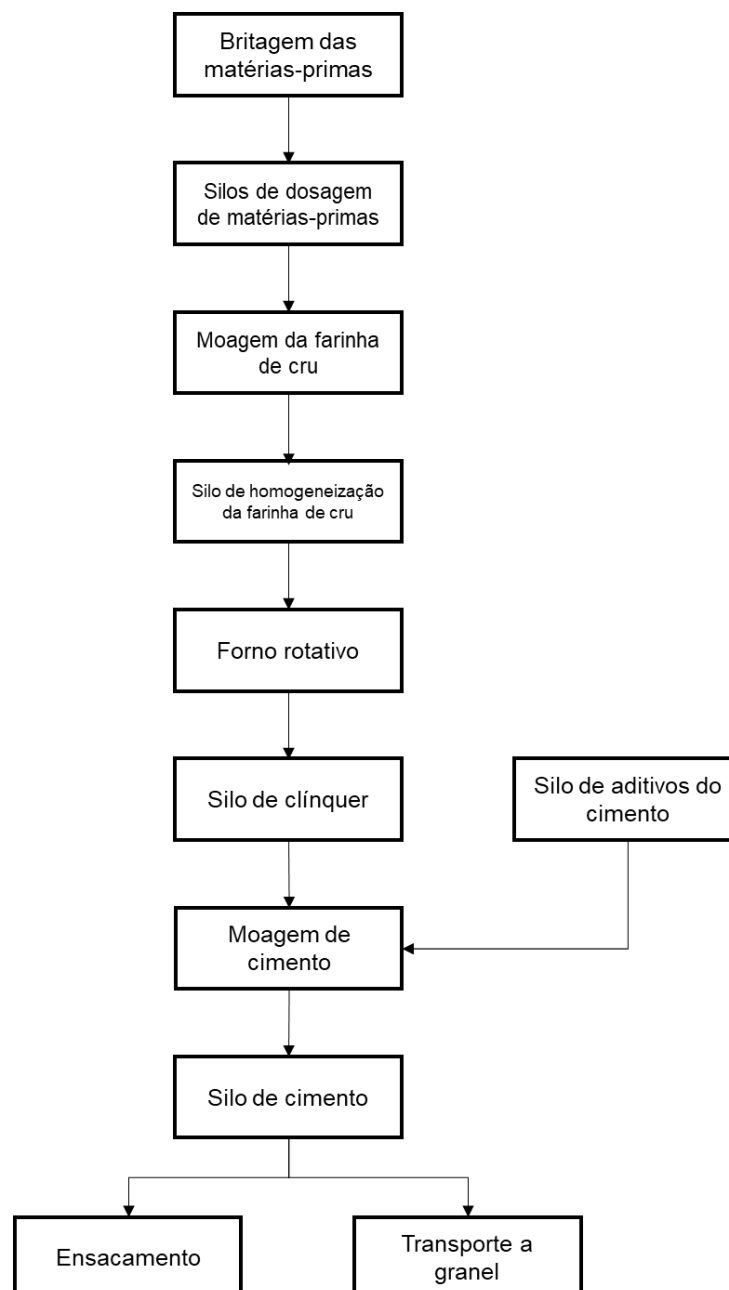 Britagem das
matérias-primas
Silos de dosagem
de matérias-primas
Moagem da farinha
de cru
Silo de homogeneização
da farinha de cru
Forno rotativo
Silo de clínquer
Silo de aditivos do
cimento
Moagem de
cimento
Silo de cimento
Ensacamento
Transporte a
granel